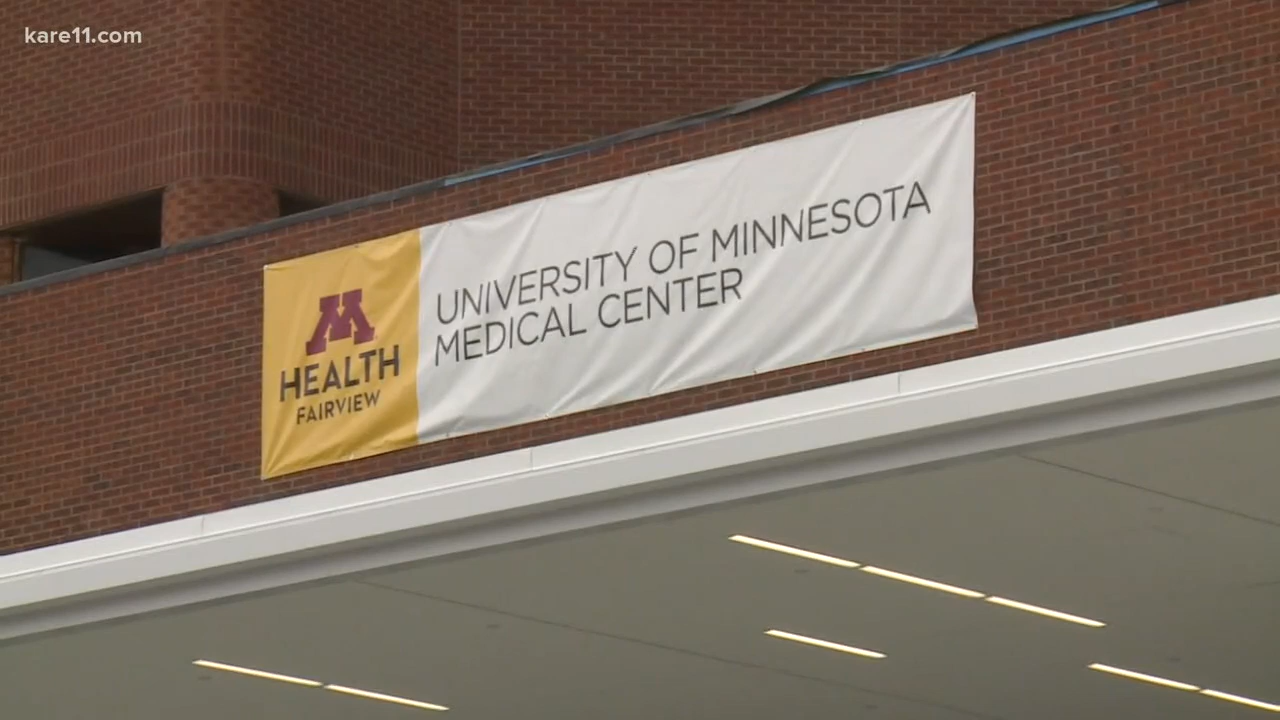 kare11.com
UNIVERSITY OF MINNESOTA
MEDICAL CENTER
M
HEALTH
FAIRVIEW